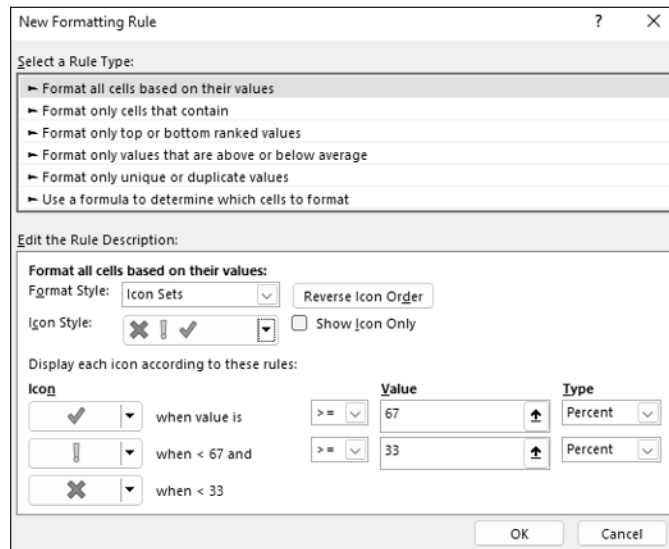 New Formatting Rule ? ×
Select a Rule Type:
► Format all cells based on their values
► Format only cells that contain
► Format only top or bottom ranked values
► Format only values that are above or below average
► Format only unique or duplicate values
► Use a formula to determine which cells to format
Edit the Rule Description:
Format all cells based on their values:
Format Style: Icon Sets Reverse Icon Order
Icon Style: Show Icon Only
Display each icon according to these rules:
Icon Value Type
when value is >= 67 Percent
when < 67 and >= 33 Percent
when < 33
OK Cancel